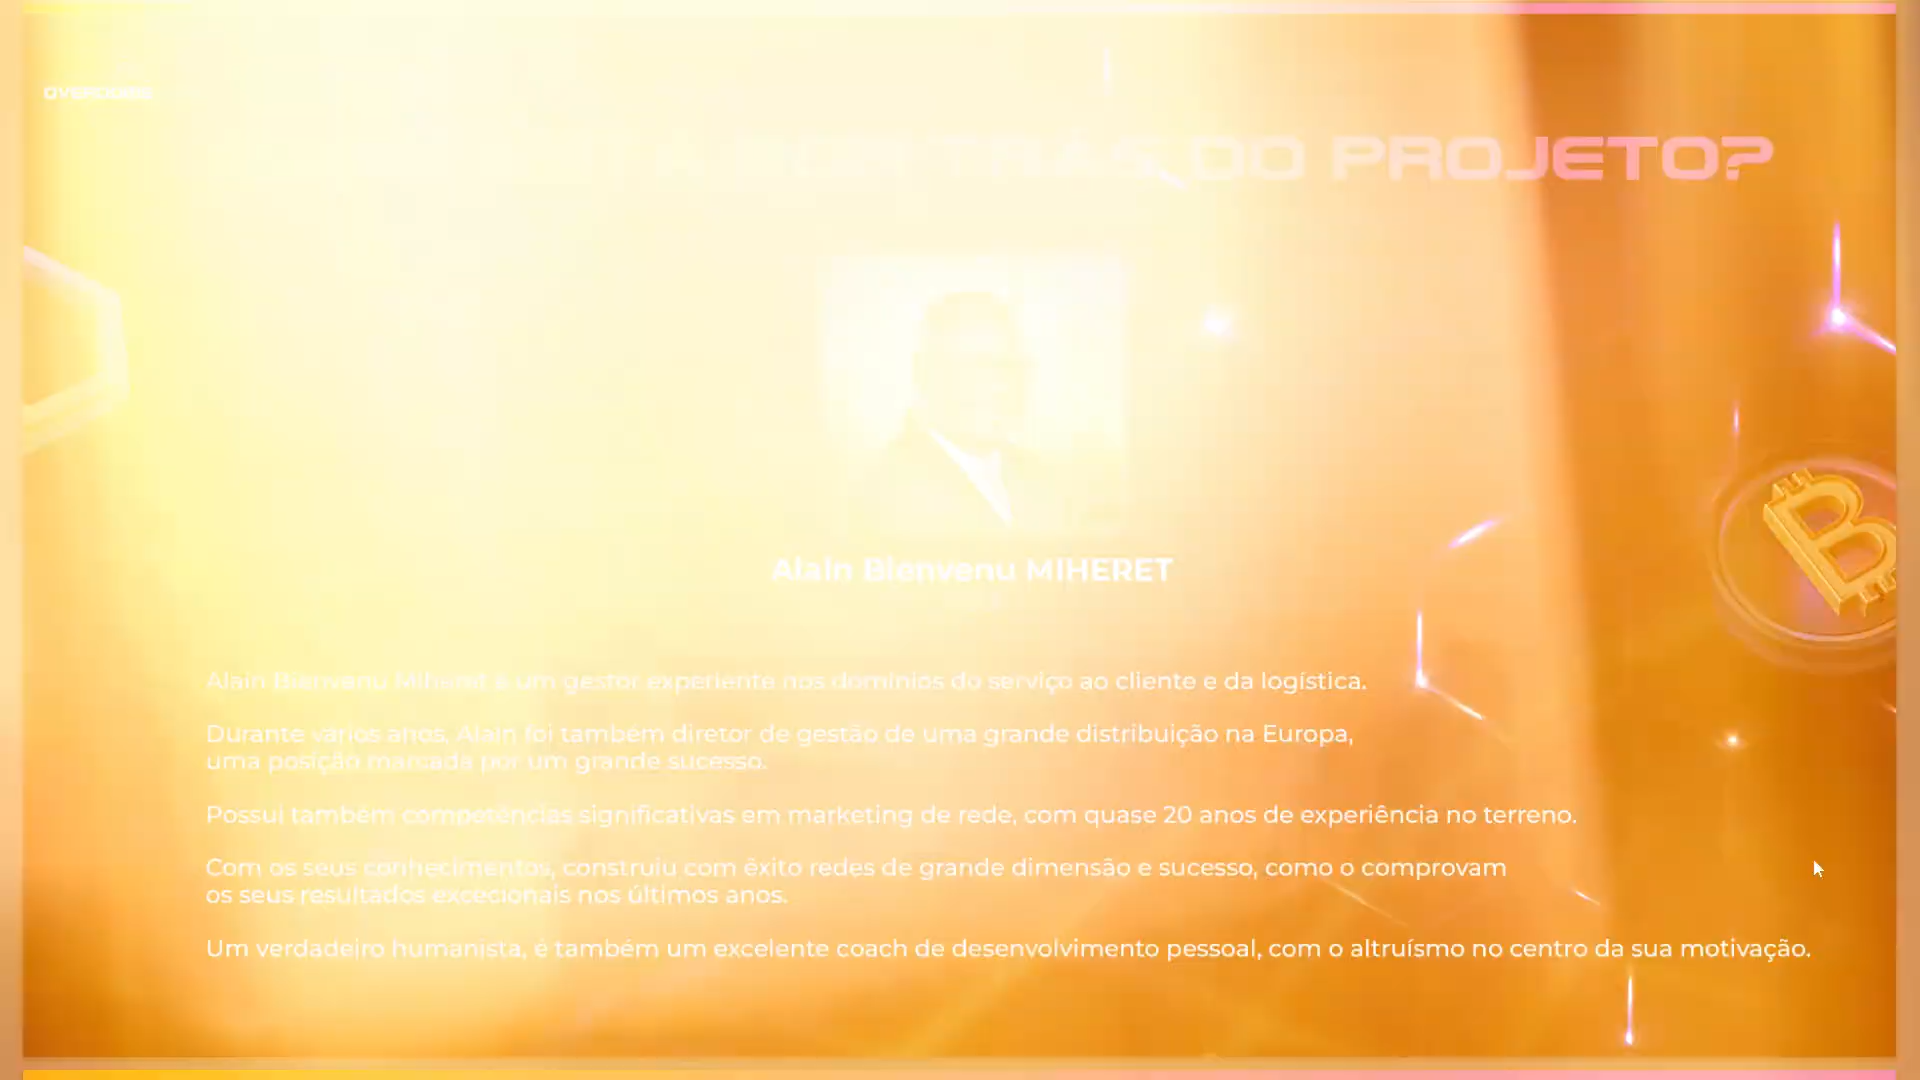 TRÁS DO PROJETO?
Alain Bienvenu MIHERET
Alain Bienvenu Miheret é um gestor experiente nos domínios do serviço ao cliente e da logística.
Durante vários anos, Alain foi também diretor de gestão de uma grande distribuição na Europa,
uma posição marcada por um grande sucesso.
Possui também competências significativas em marketing de rede, com quase 20 anos de experiência no terreno.
Com os seus conhecimentos, construiu com êxito redes de grande dimensão e sucesso, como o comprovam
os seus resultados excecionais nos últimos anos.
Um verdadeiro humanista, é também um excelente coach de desenvolvimento pessoal, com o altruísmo no centro da sua motivação.